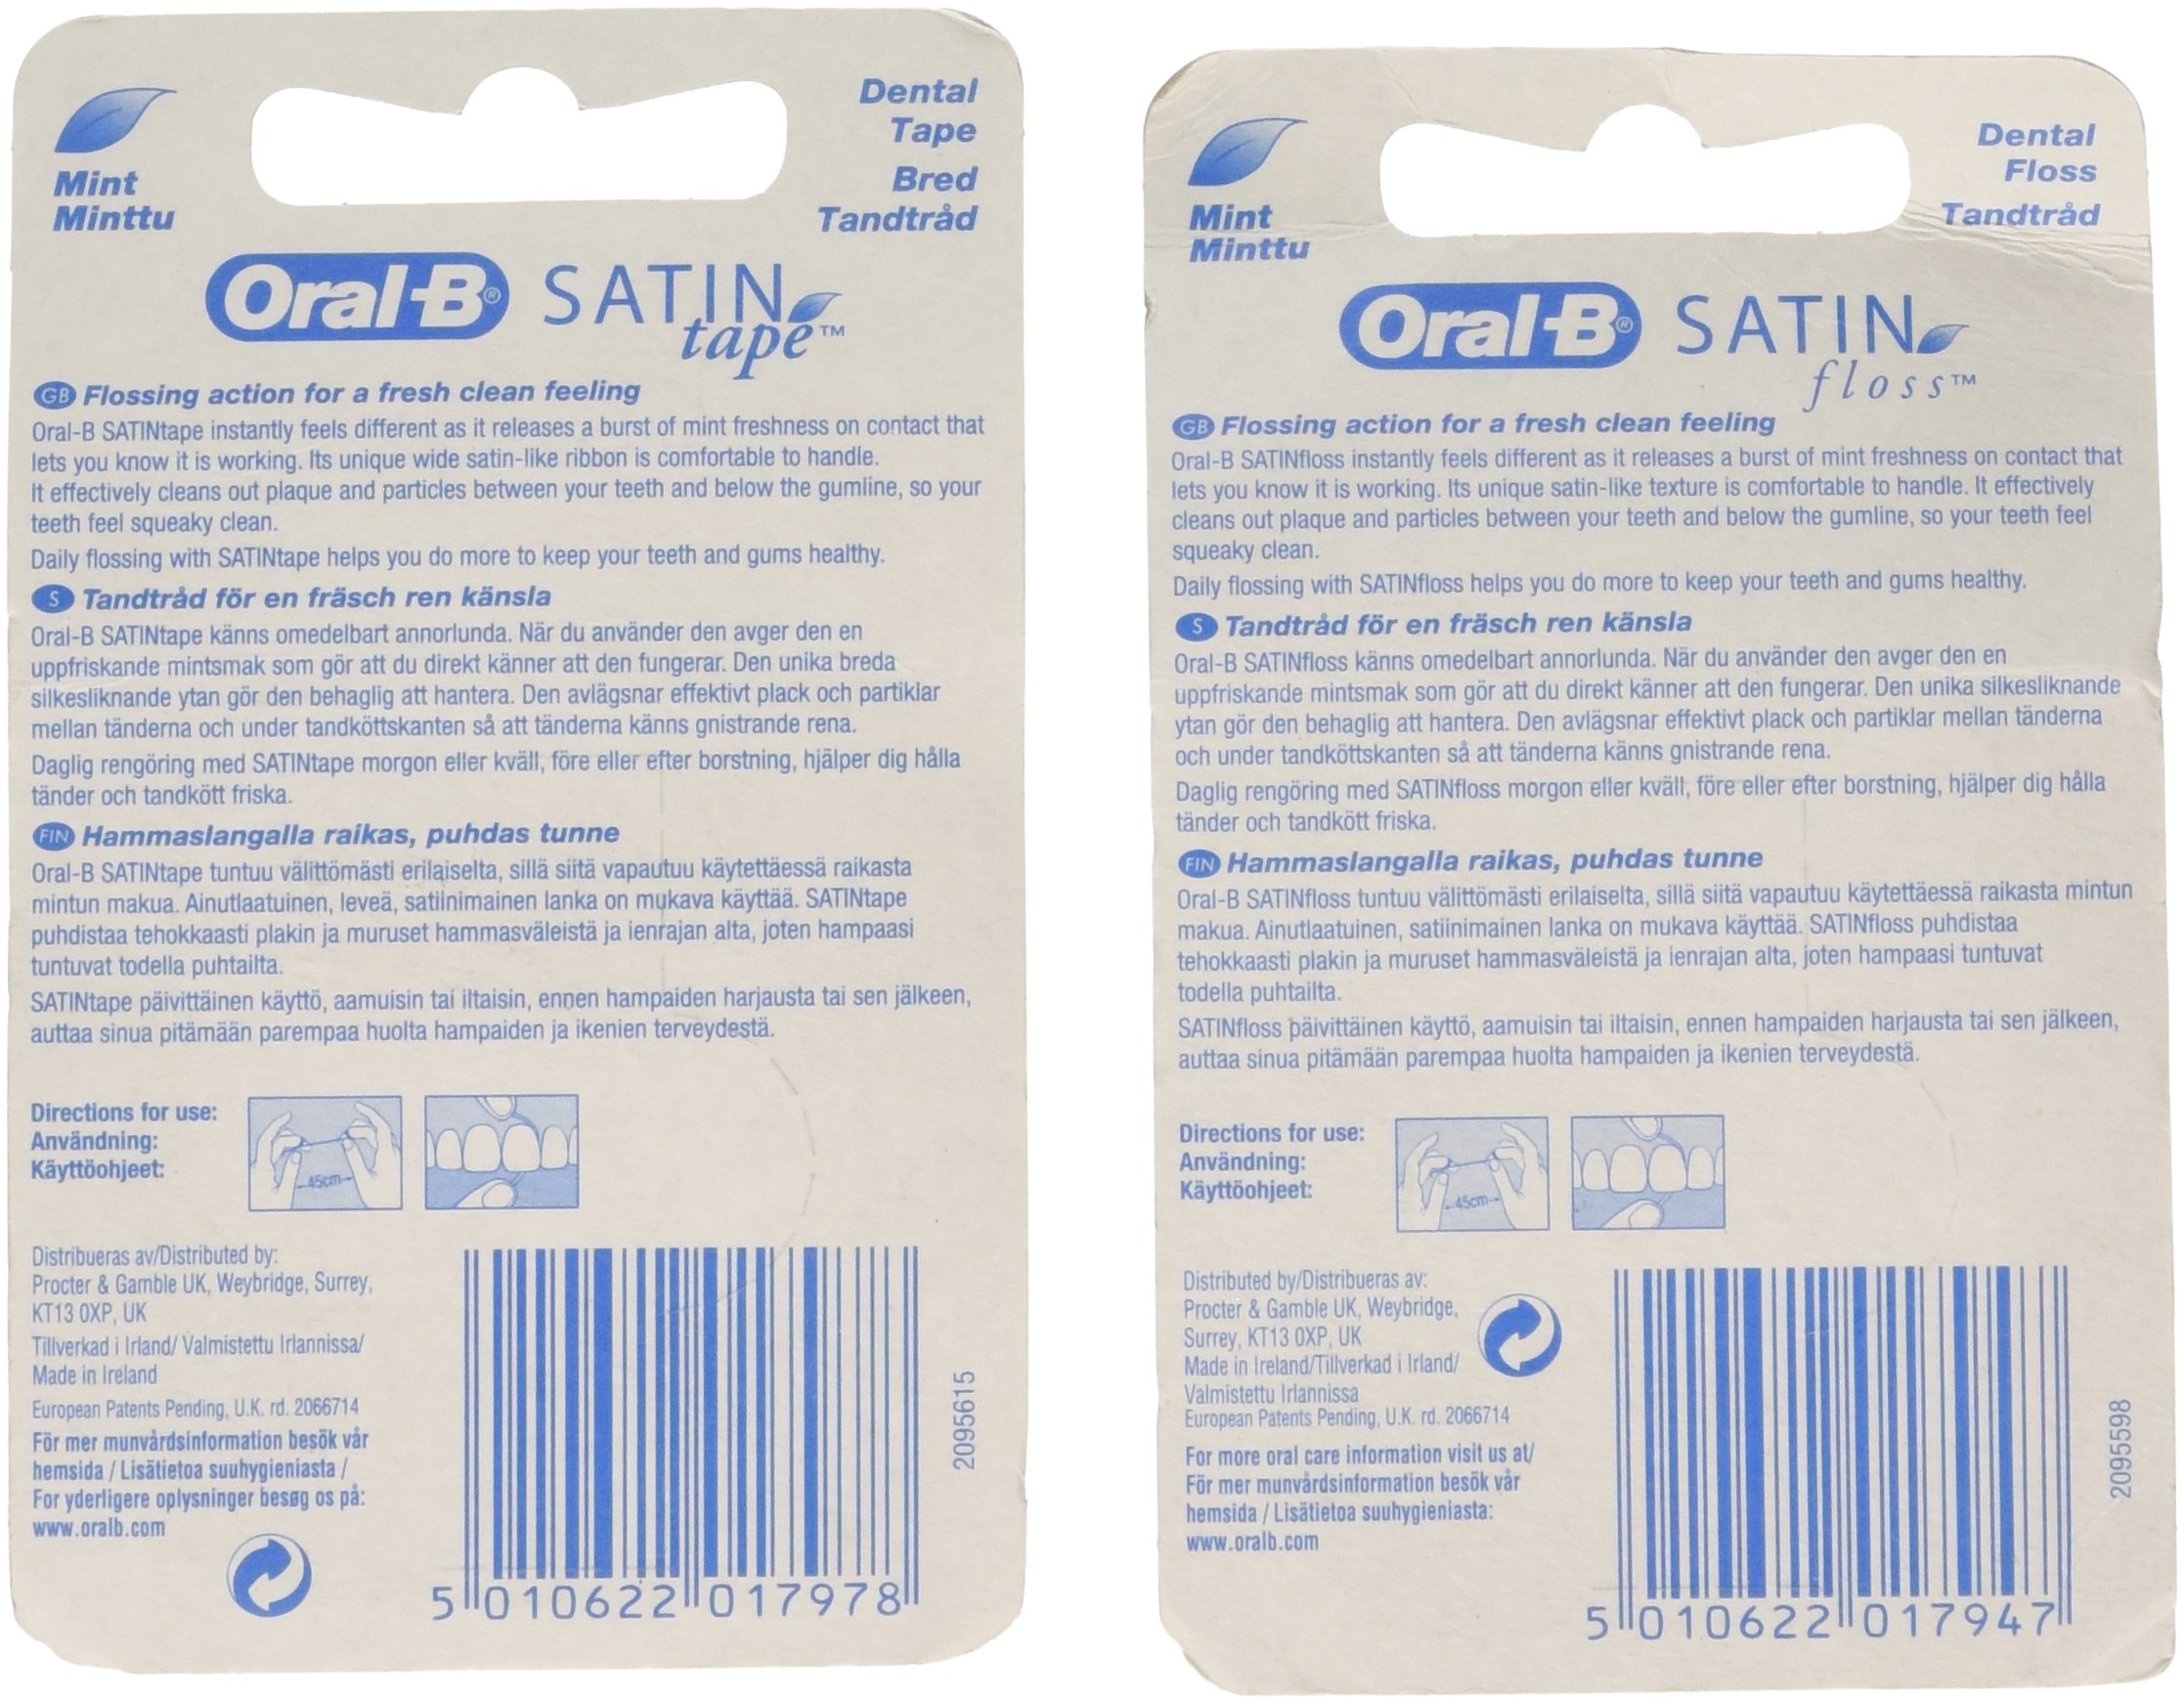 Mint
Minttu
Dental
Tape
Bred
Tandtråd
Oral-B® SATIN
tape™
GB Flossing action for a fresh clean feeling
Oral-B SATINtape instantly feels different as it releases a burst of mint freshness on contact that
lets you know it is working. Its unique wide satin-like ribbon is comfortable to handle.
It effectively cleans out plaque and particles between your teeth and below the gumline, so your
teeth feel squeaky clean.
Daily flossing with SATINtape helps you do more to keep your teeth and gums healthy.
S Tandtråd för en fräsch ren känsla
Oral-B SATINtape känns omedelbart annorlunda. När du använder den avger den en
uppfriskande mintsmak som gör att du direkt känner att den fungerar. Den unika breda
silkesliknande ytan gör den behaglig att hantera. Den avlägsnar effektivt plack och partiklar
mellan tänderna och under tandköttskanten så att tänderna känns gnistrande rena.
Daglig rengöring med SATINtape morgon eller kväll, före eller efter borstning, hjälper dig hålla
tänder och tandkött friska.
FIN Hammaslangalla raikas, puhdas tunne
Oral-B SATINtape tuntuu välittömästi erilaiselta, sillä siitä vapautuu käytettäessä raikasta
mintun makua. Ainutlaatuinen, leveä, satiinimainen lanka on mukava käyttää. SATINtape
puhdistaa tehokkaasti plakin ja muruset hammasväleistä ja ienrajan alta, joten hampaasi
tuntuvat todella puhtailta.
SATINtape päivittäinen käyttö, aamuisin tai iltaisin, ennen hampaiden harjausta tai sen jälkeen,
auttaa sinua pitämään parempaa huolta hampaiden ja ikenien terveydestä.
Directions for use:
Användning:
Käyttöohjeet:
45cm
Distribueras av/Distributed by:
Procter & Gamble UK, Weybridge, Surrey,
KT13 0XP, UK
Tillverkad i Irland/ Valmistettu Irlannissa/
Made in Ireland
European Patents Pending, U.K. rd. 2066714
För mer munvårdsinformation besök vår
hemsida / Lisätietoa suuhygieniasta /
For yderligere oplysninger besøg os på:
www.oralb.com
2095615
5 010622 017978
Mint
Minttu
Dental
Floss
Tandtråd
Oral-B® SATIN
floss™
GB Flossing action for a fresh clean feeling
Oral-B SATINfloss instantly feels different as it releases a burst of mint freshness on contact that
lets you know it is working. Its unique satin-like texture is comfortable to handle. It effectively
cleans out plaque and particles between your teeth and below the gumline, so your teeth feel
squeaky clean.
Daily flossing with SATINfloss helps you do more to keep your teeth and gums healthy.
S Tandtråd för en fräsch ren känsla
Oral-B SATINfloss känns omedelbart annorlunda. När du använder den avger den en
uppfriskande mintsmak som gör att du direkt känner att den fungerar. Den unika silkesliknande
ytan gör den behaglig att hantera. Den avlägsnar effektivt plack och partiklar mellan tänderna
och under tandköttskanten så att tänderna känns gnistrande rena.
Daglig rengöring med SATINfloss morgon eller kväll, före eller efter borstning, hjälper dig hålla
tänder och tandkött friska.
FIN Hammaslangalla raikas, puhdas tunne
Oral-B SATINfloss tuntuu välittömästi erilaiselta, sillä siitä vapautuu käytettäessä raikasta mintun
makua. Ainutlaatuinen, satiinimainen lanka on mukava käyttää. SATINfloss puhdistaa
tehokkaasti plakin ja muruset hammasväleistä ja ienrajan alta, joten hampaasi tuntuvat
todella puhtailta.
SATINfloss päivittäinen käyttö, aamuisin tai iltaisin, ennen hampaiden harjausta tai sen jälkeen,
auttaa sinua pitämään parempaa huolta hampaiden ja ikenien terveydestä.
Directions for use:
Användning:
Käyttöohjeet:
45cm
Distributed by/Distribueras av:
Procter & Gamble UK, Weybridge,
Surrey, KT13 0XP, UK
Made in Ireland/Tillverkad i Irland/
Valmistettu Irlannissa
European Patents Pending, U.K. rd. 2066714
For more oral care information visit us at/
För mer munvårdsinformation besök vår
hemsida / Lisätietoa suuhygieniasta:
www.oralb.com
2095598
5 010622 017947